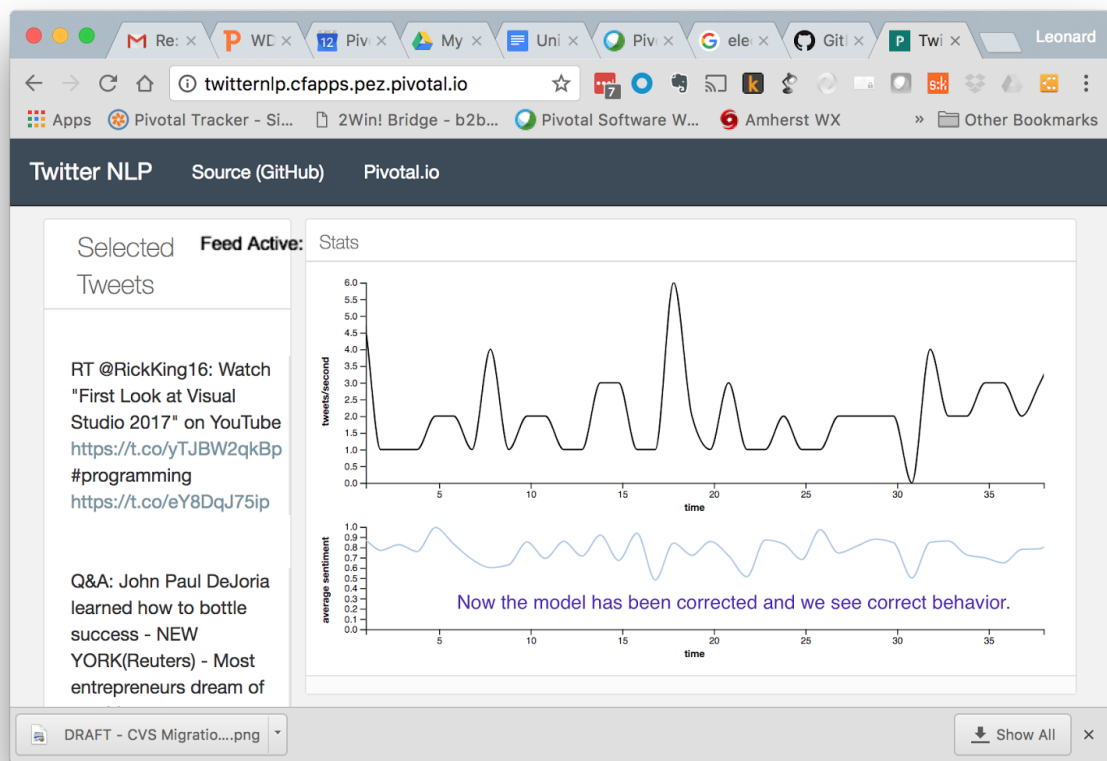 Re:
WD
12 Piv
My
Uni
Piv
ele
Git
Twi
Leonard
twitternlp.cfapps.pez.pivotal.io
7
k
s:k
Apps
Pivotal Tracker - Si...
2Win! Bridge - b2b...
Pivotal Software W...
Amherst WX
»
Other Bookmarks
Twitter NLP
Source (GitHub)
Pivotal.io
Selected
Tweets
Feed Active:
RT @RickKing16: Watch
"First Look at Visual
Studio 2017" on YouTube
https://t.co/yTJBW2qkBp
#programming
https://t.co/eY8DqJ75ip
Q&A: John Paul DeJoria
learned how to bottle
success - NEW
YORK(Reuters) - Most
entrepreneurs dream of
Stats
tweets/second
6.0
5.5
5.0
4.5
4.0
3.5
3.0
2.5
2.0
1.5
1.0
0.5
0.0
5 10 15 20 25 30 35
time
average sentiment
1.0
0.9
0.8
0.7
0.6
0.5
0.4
0.3
0.2
0.1
0.0
Now the model has been corrected and we see correct behavior.
5 10 15 20 25 30 35
time
DRAFT - CVS Migratio....png
Show All